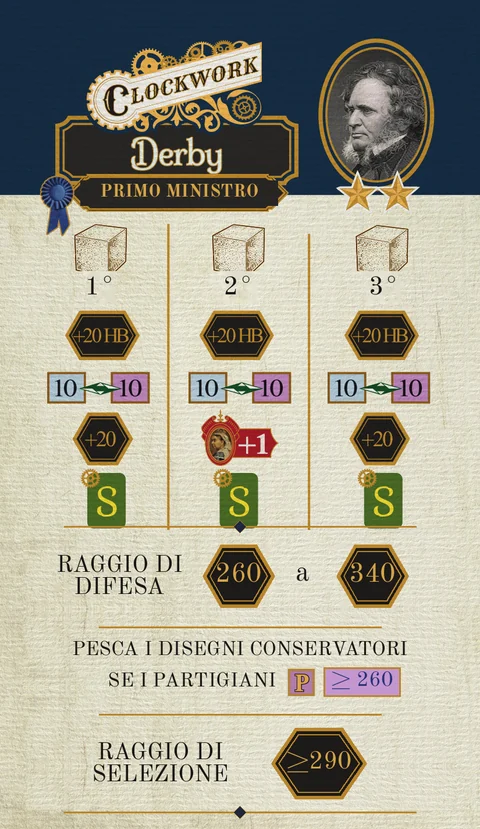 CLOCKWORK
Derby
PRIMO MINISTRO
1° 2° 3°
+20 HB +20 HB +20 HB
10 10 10 10 10 10
+20 +1 +20
S S S
RAGGIO DI
DIFESA
260 a 340
PESCA I DISEGNI CONSERVATORI
SE I PARTIGIANI P ≥ 260
RAGGIO DI
SELEZIONE
≥290